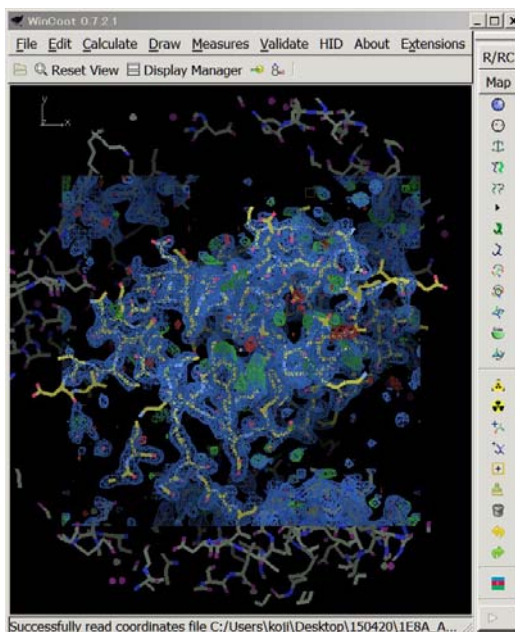 WinCoot 0.7.2.1
File Edit Calculate Draw Measures Validate HID About Extensions
Reset View Display Manager
R/RC
Map
Successfully read coordinates file C:/Users\koji\Desktop\150420\1E8A_A...